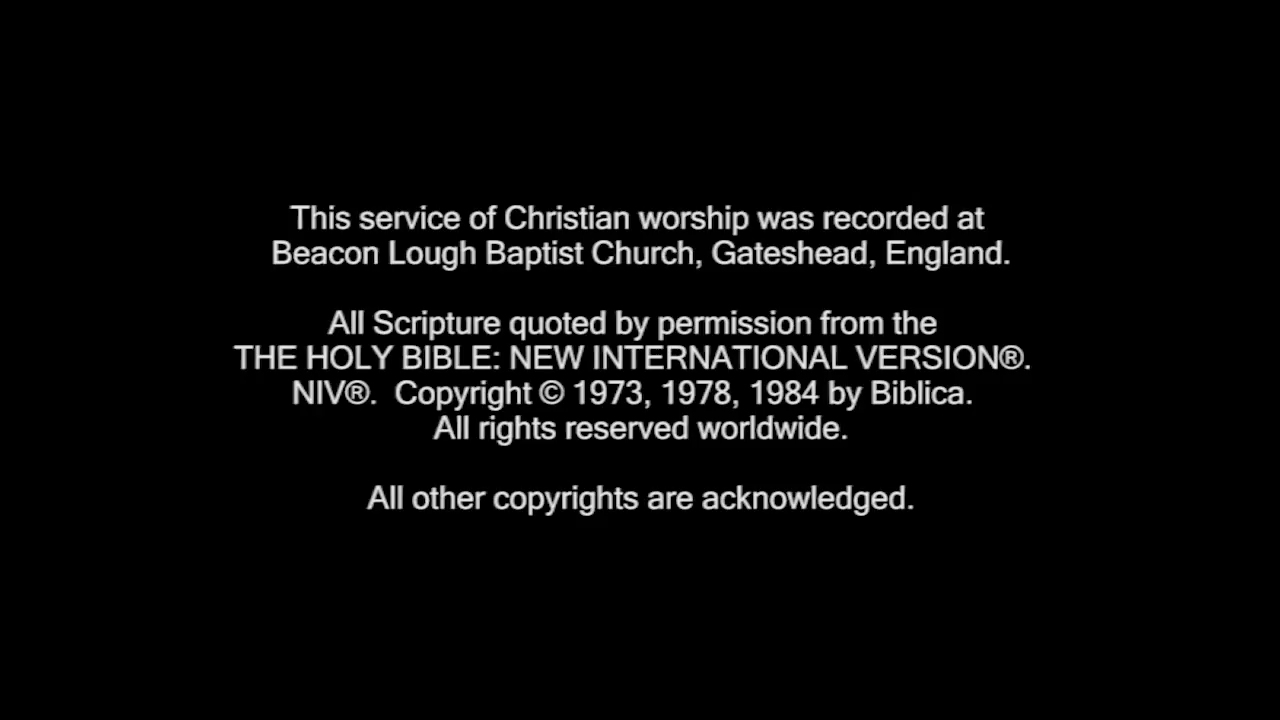 This service of Christian worship was recorded at
Beacon Lough Baptist Church, Gateshead, England.
All Scripture quoted by permission from the
THE HOLY BIBLE: NEW INTERNATIONAL VERSION®.
NIV®.  Copyright © 1973, 1978, 1984 by Biblica.
All rights reserved worldwide.
All other copyrights are acknowledged.